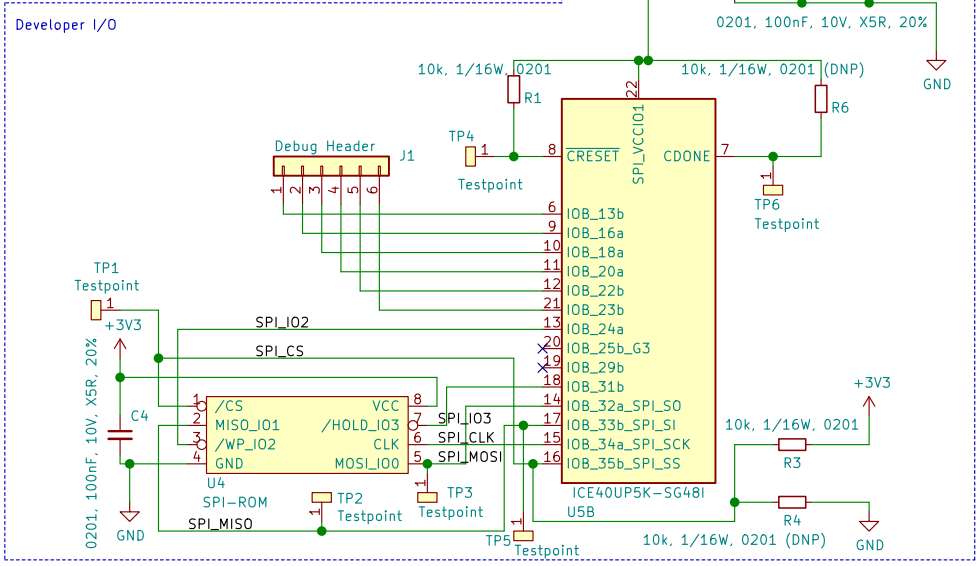 Developer I/O
0201, 100nF, 10V, X5R, 20%
GND
10k, 1/16W, 0201
R1
10k, 1/16W, 0201 (DNP)
R6
22
SPI_VCCIO1
TP4
1
Testpoint
8
CRESET
CDONE
7
1
TP6
Testpoint
Debug Header
J1
1
2
3
4
5
6
6
IOB_13b
9
IOB_16a
10
IOB_18a
11
IOB_20a
12
IOB_22b
21
IOB_23b
13
IOB_24a
20
IOB_25b_G3
19
IOB_29b
18
IOB_31b
14
IOB_32a_SPI_SO
17
IOB_33b_SPI_SI
15
IOB_34a_SPI_SCK
16
IOB_35b_SPI_SS
ICE40UP5K-SG48I
U5B
TP1
Testpoint
1
+3V3
SPI_IO2
SPI_CS
0201, 100nF, 10V, X5R, 20%
C4
GND
1
/CS
2
MISO_IO1
3
/WP_IO2
4
GND
VCC
8
/HOLD_IO3
7
CLK
6
MOSI_IO0
5
U4
SPI-ROM
SPI_IO3
SPI_CLK
SPI_MOSI
SPI_MISO
TP2
Testpoint
1
1
TP3
Testpoint
1
TP5
Testpoint
+3V3
10k, 1/16W, 0201
R3
R4
10k, 1/16W, 0201 (DNP)
GND